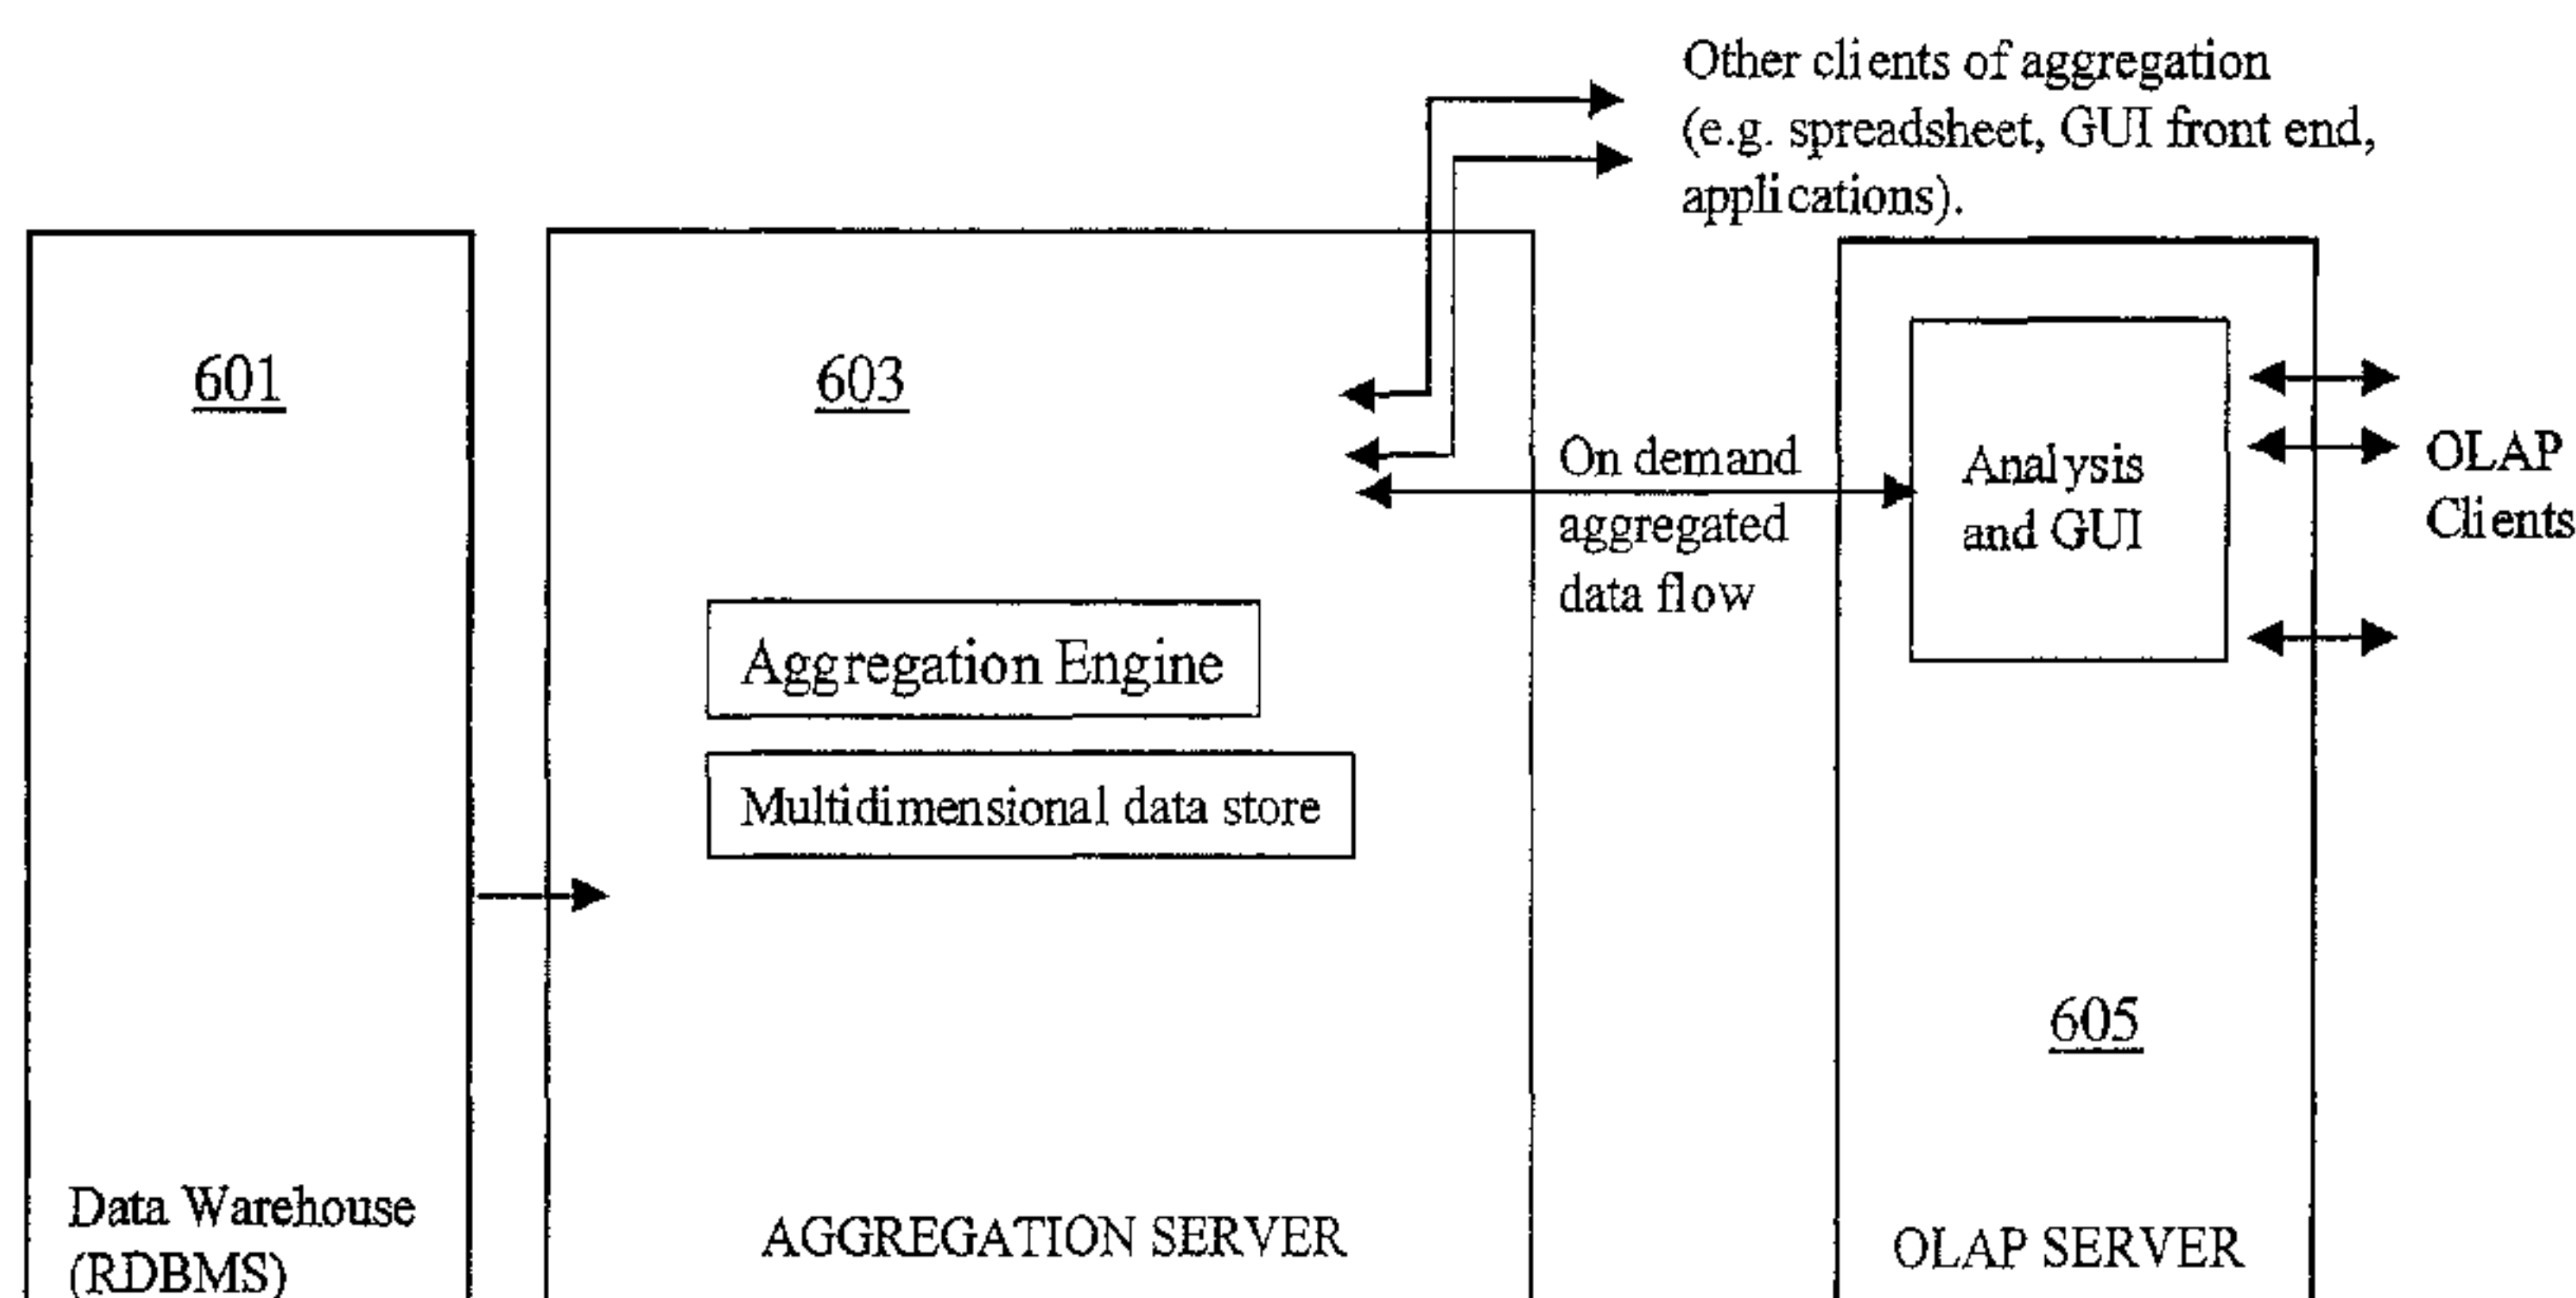 Other clients of aggregation
(e.g. spreadsheet, GUI front end,
applications).
601
603
On demand
aggregated
data flow
Analysis
and GUI
OLAP
Clients
Aggregation Engine
Multidimensional data store
605
Data Warehouse
(RDBMS)
AGGREGATION SERVER
OLAP SERVER